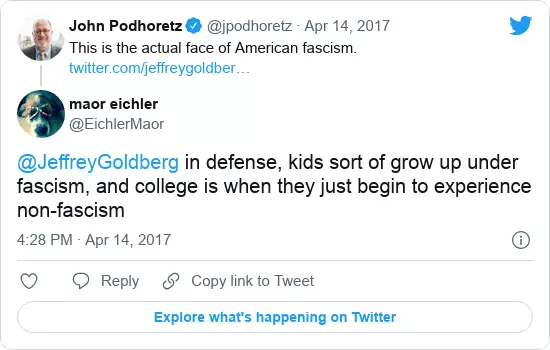 John Podhoretz @jpodhoretz · Apr 14, 2017
This is the actual face of American fascism.
twitter.com/jeffreygoldber…
maor eichler
@EichlerMaor
@JeffreyGoldberg in defense, kids sort of grow up under
fascism, and college is when they just begin to experience
non-fascism
4:28 PM · Apr 14, 2017
Reply Copy link to Tweet
Explore what's happening on Twitter